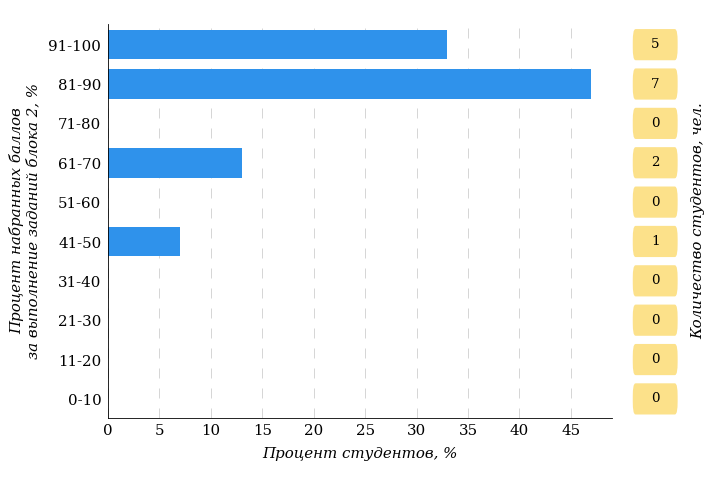 91-100 5
81-90 7
71-80 0
61-70 2
51-60 0
41-50 1
31-40 0
21-30 0
11-20 0
0-10 0
0 5 10 15 20 25 30 35 40 45
Процент студентов, %
Процент набранных баллов
за выполнение заданий блока 2, %
Количество студентов, чел.